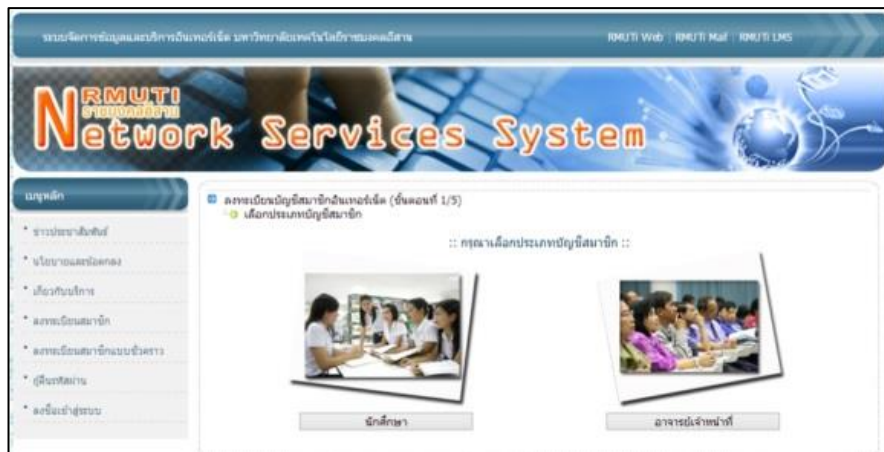 ระบบจัดการข้อมูลและบริการอินเทอร์เน็ต มหาวิทยาลัยเทคโนโลยีราชมงคลอีสาน
RMUTI Web | RMUTI Mail | RMUTI LMS
RMUTI
ราชมงคลอีสาน
Network Services System
เมนูหลัก
ข่าวประชาสัมพันธ์
นโยบายและข้อตกลง
เกี่ยวกับบริการ
ลงทะเบียนสมาชิก
ลงทะเบียนสมาชิกแบบชั่วคราว
กู้คืนรหัสผ่าน
ลงชื่อเข้าสู่ระบบ
ลงทะเบียนบัญชีสมาชิกอินเทอร์เน็ต (ขั้นตอนที่ 1/5)
เลือกประเภทบัญชีสมาชิก
:: กรุณาเลือกประเภทบัญชีสมาชิก ::
นักศึกษา
อาจารย์เจ้าหน้าที่